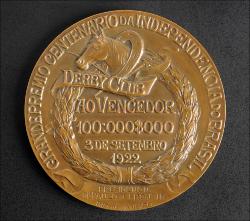 GRANDE PREMIO CENTENARIO DA INDEPENDENCIA DO BRASIL
DERBY CLUB
AO VENCEDOR
100:000$000
3 DE SETEMBRO
1922